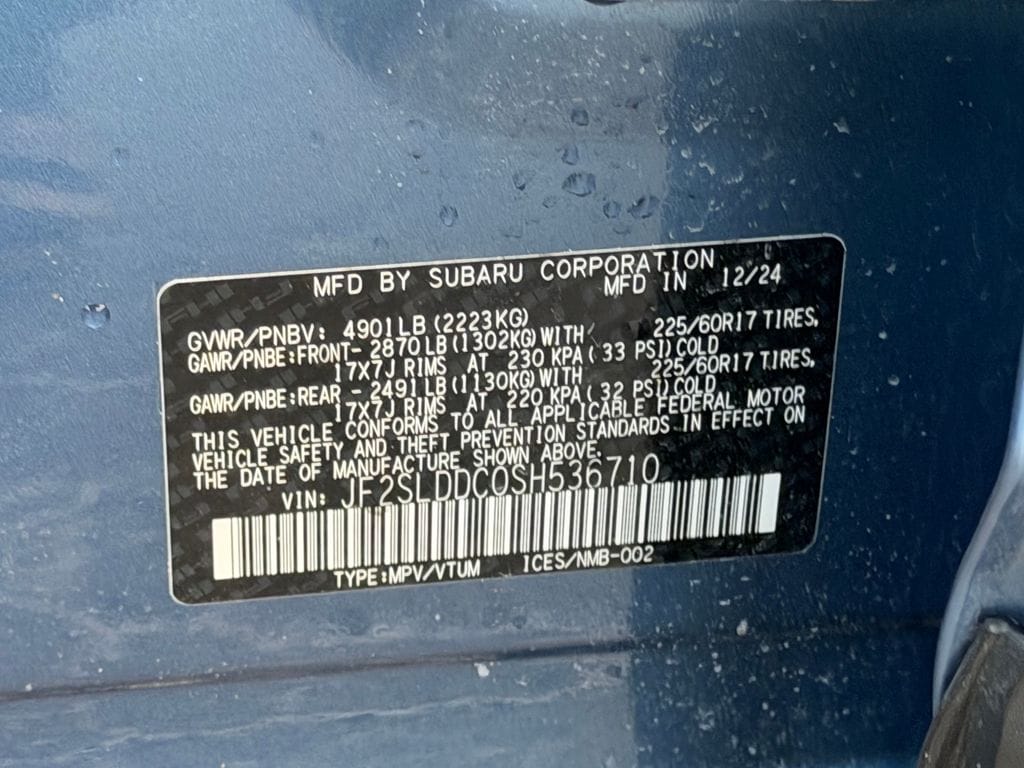 MFD BY SUBARU CORPORATION
MFD IN 12/24
GVWR/PNBV: 4901LB(2223KG)
GAWR/PNBE:FRONT- 2870LB(1302KG)WITH 225/60R17 TIRES,
17X7J RIMS AT 230 KPA( 33 PSI)COLD
GAWR/PNBE:REAR - 2491LB(1130KG)WITH 225/60R17 TIRES,
17X7J RIMS AT 220 KPA( 32 PSI)COLD
THIS VEHICLE CONFORMS TO ALL APPLICABLE FEDERAL MOTOR
VEHICLE SAFETY AND THEFT PREVENTION STANDARDS IN EFFECT ON
THE DATE OF MANUFACTURE SHOWN ABOVE.
VIN: JF2SLDDC0SH536710
TYPE:MPV/VTUM ICES/NMB-002